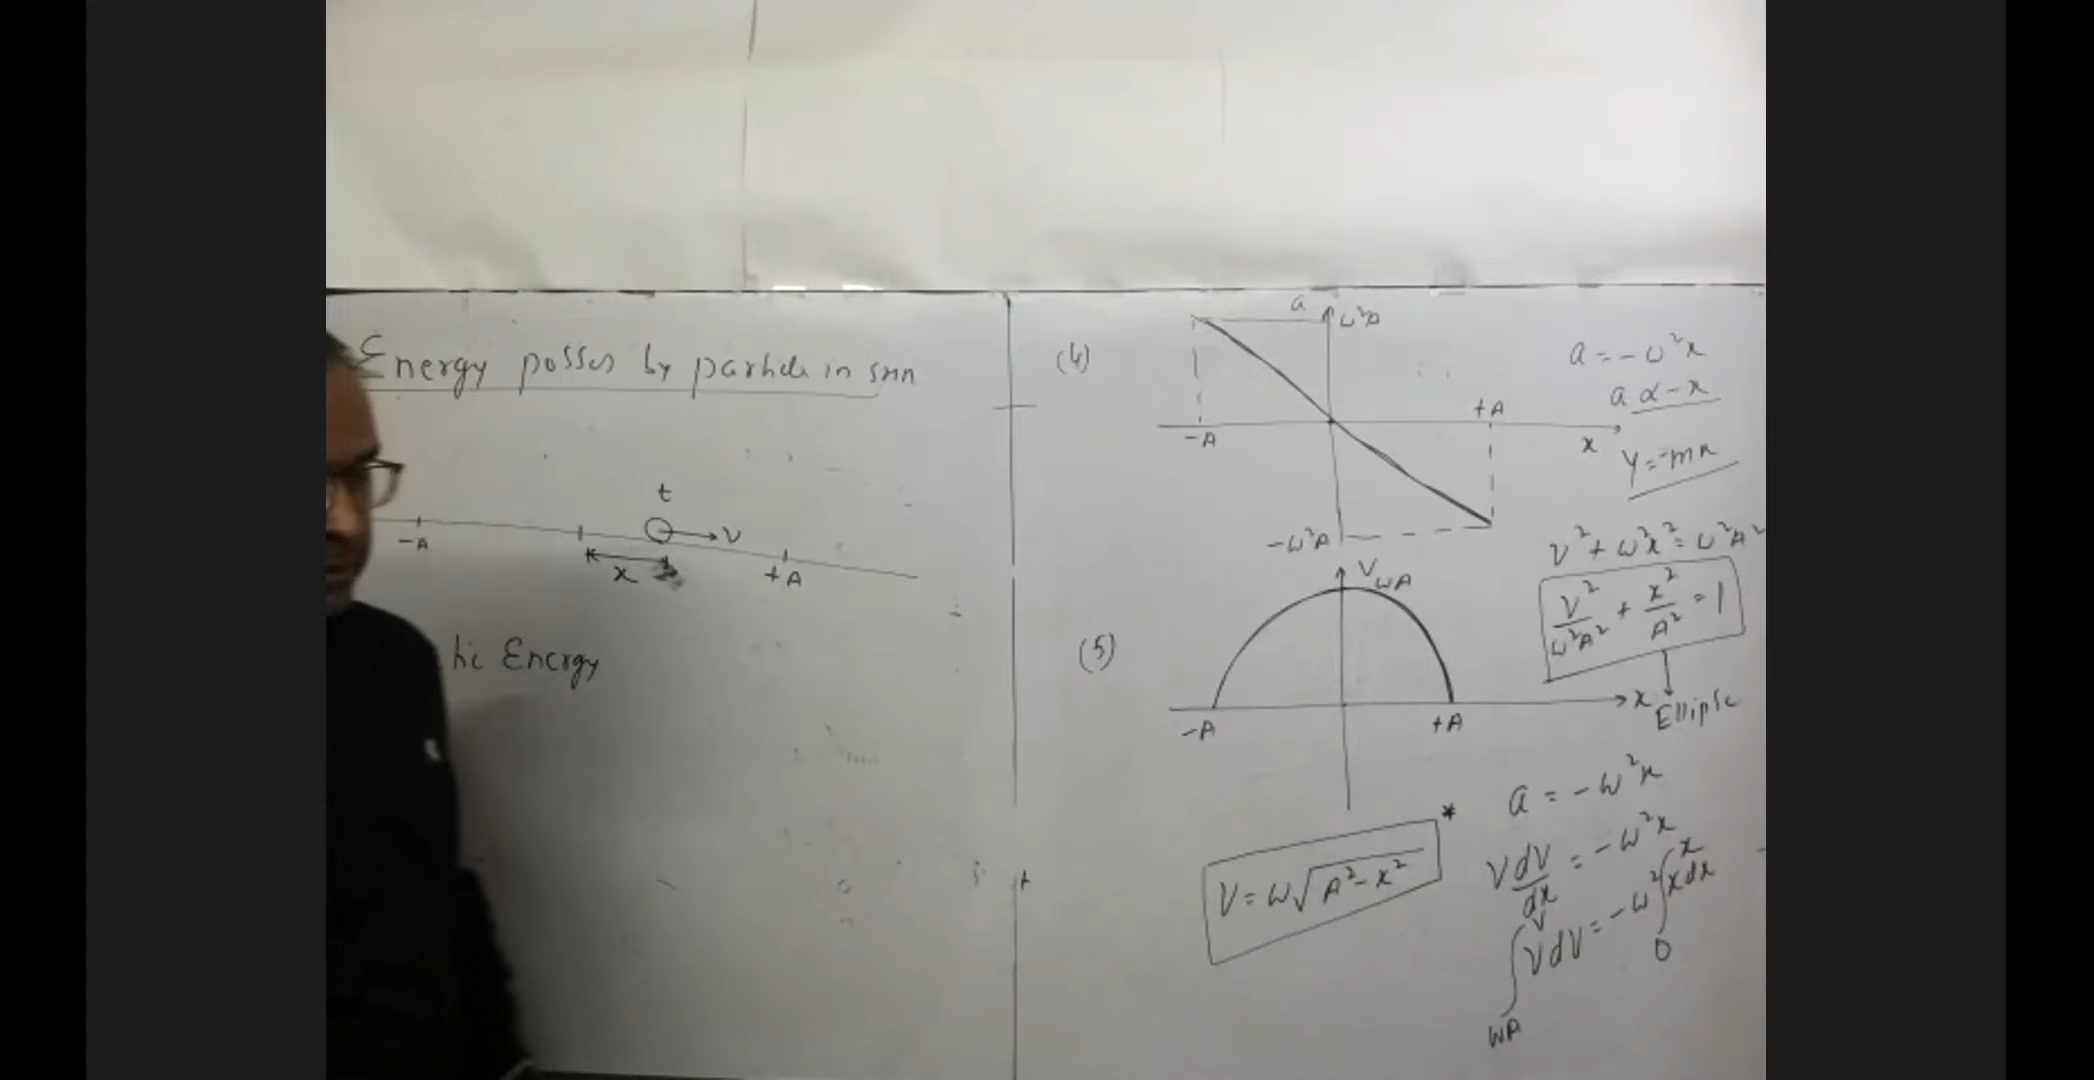 Energy posses by particle in SHM
t
v
-A
x
+A
tic Energy
(4)
a
ω²A
-A
+A
x
-ω²A
a = -ω²x
a α -x
y = -mx
(5)
V
ωA
-A
+A
x
v² + ω²x² = ω²A²
V²/ω²A² + x²/A² = 1
Ellipse
V = ω√(A² - x²) *
a = -ω²x
V dV/dx = -ω²x
∫_{ωA}^{V} V dV = -ω² ∫_{0}^{x} x dx